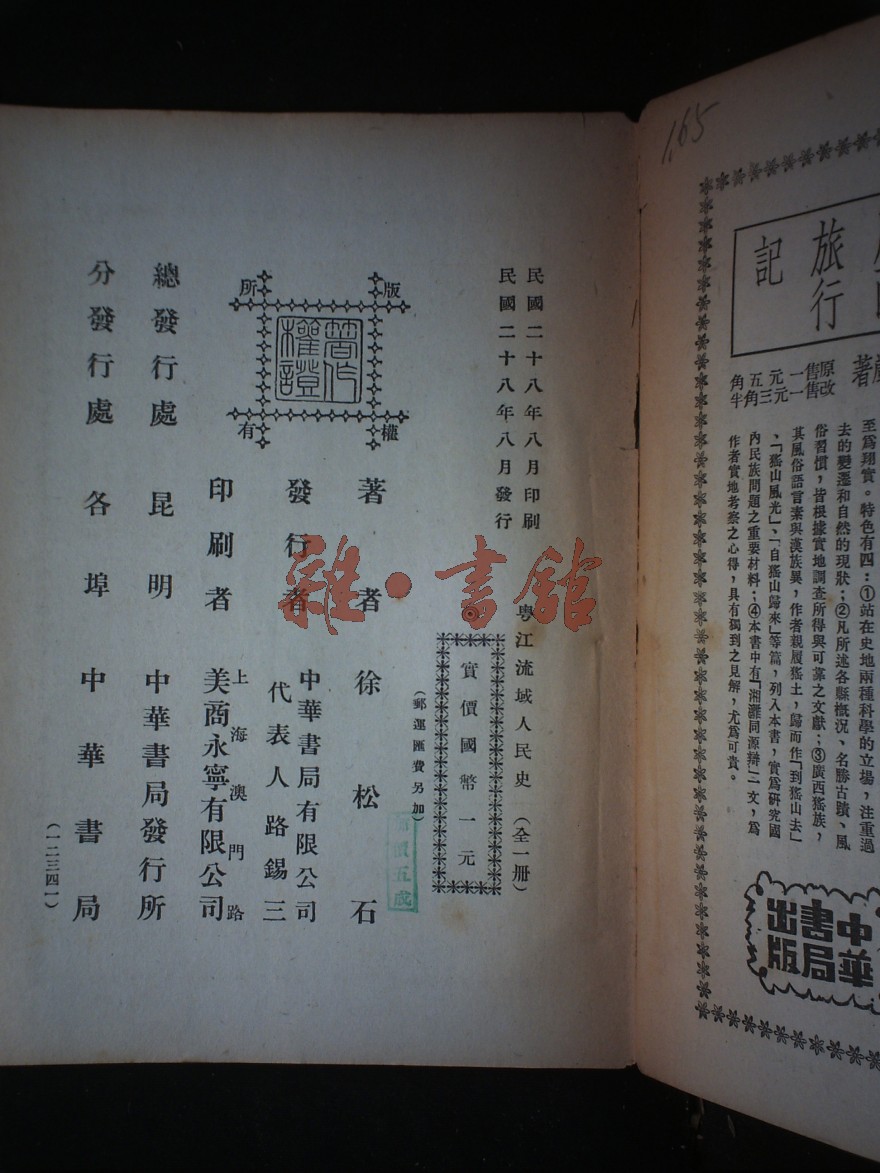 1.65
旅行
記
著
原售一元五角
改售一元三角半
至爲翔實。特色有四：①站在史地兩種科學的立場，注重過
去的變遷和自然的現狀；②凡所述各縣概況、名勝古蹟、風
俗習慣，皆根據實地調查所得與可靠之文獻；③廣西猺族，
其風俗語言素與漢族異，作者親履猺土，歸而作「到猺山去」
、「猺山風光」、「自猺山歸來」等篇，列入本書，實爲研究國
內民族問題之重要材料；④本書中有「湘灕同源辯」一文，爲
作者實地考察之心得，具有獨到之見解，尤爲可貴。
中華
書局
出版
民國二十八年八月印刷
民國二十八年八月發行
粵江流域人民史（全一冊）
實價國幣一元
（郵運匯費另加）
版權所有
著作權證
著者 徐松石
發行者 中華書局有限公司
代表人路錫三
上海澳門路
印刷者 美商永寧有限公司
總發行處 昆明 中華書局發行所
分發行處 各埠 中華書局
（一二三四一）
雜·書館